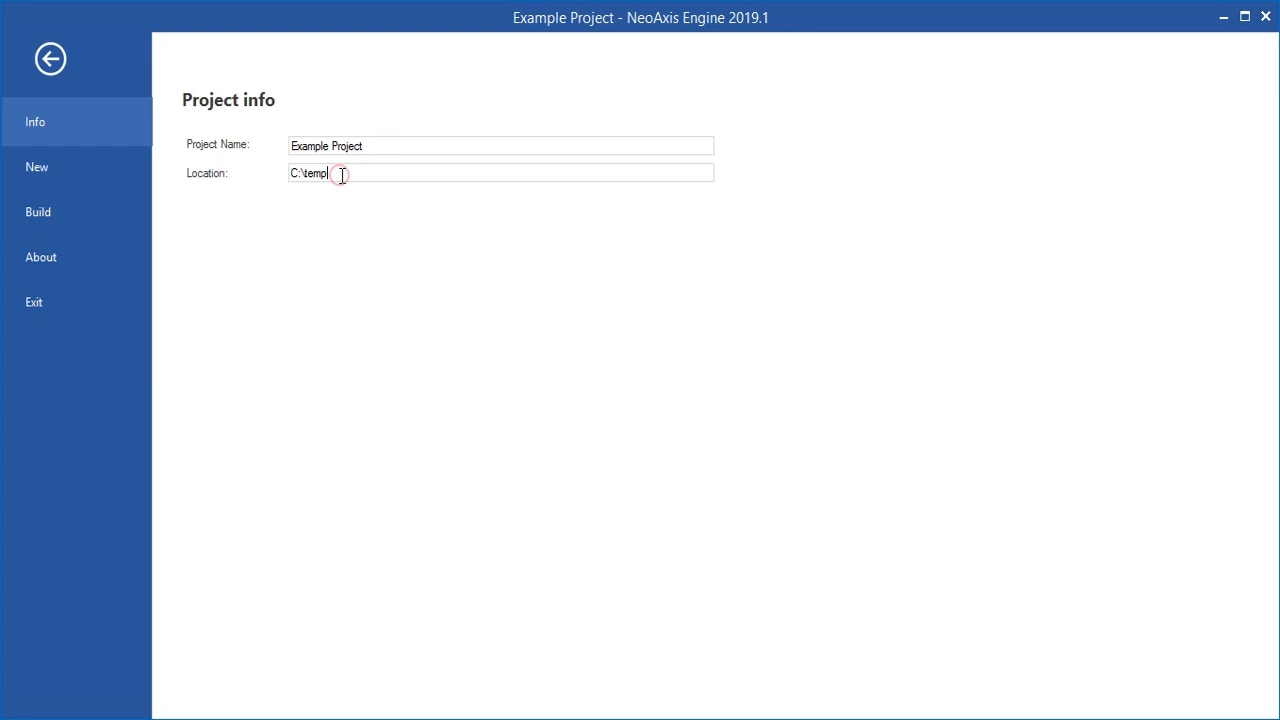 Example Project - NeoAxis Engine 2019.1
Info
New
Build
About
Exit
Project info
Project Name: Example Project
Location: C:\temp